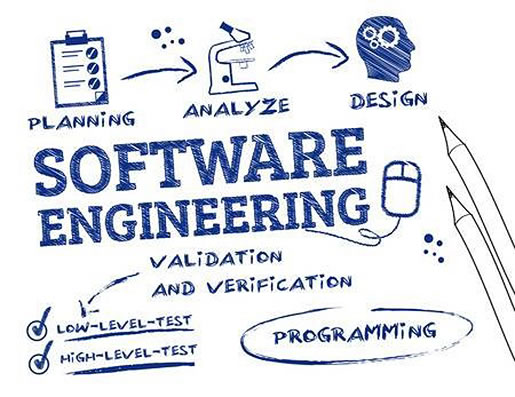 PLANNING
ANALYZE
DESIGN
SOFTWARE
ENGINEERING
VALIDATION
AND VERIFICATION
LOW-LEVEL-TEST
HIGH-LEVEL-TEST
PROGRAMMING